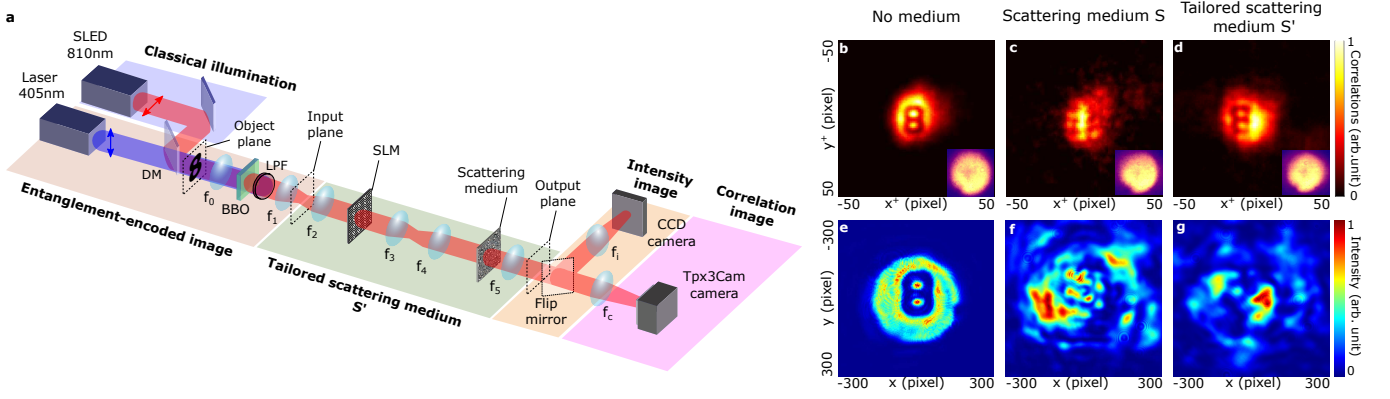 a
SLED
810nm
Classical illumination
Laser
405nm
Object
plane
Input
plane
DM
f0
BBO
LPF
f1
f2
SLM
f3
f4
Scattering
medium
f5
Output
plane
Flip
mirror
Intensity
image
fi
CCD
camera
Correlation
image
fc
Tpx3Cam
camera
Entanglement-encoded image
Tailored scattering medium
S'
No medium
Scattering medium S
Tailored scattering
medium S'
b
c
d
-50
y+ (pixel)
50
-50 x+ (pixel) 50
-50 x+ (pixel) 50
-50 x+ (pixel) 50
1
Correlations (arb.unit)
0
e
f
g
-300
y (pixel)
300
-300 x (pixel) 300
-300 x (pixel) 300
-300 x (pixel) 300
1
Intensity (arb. unit)
0